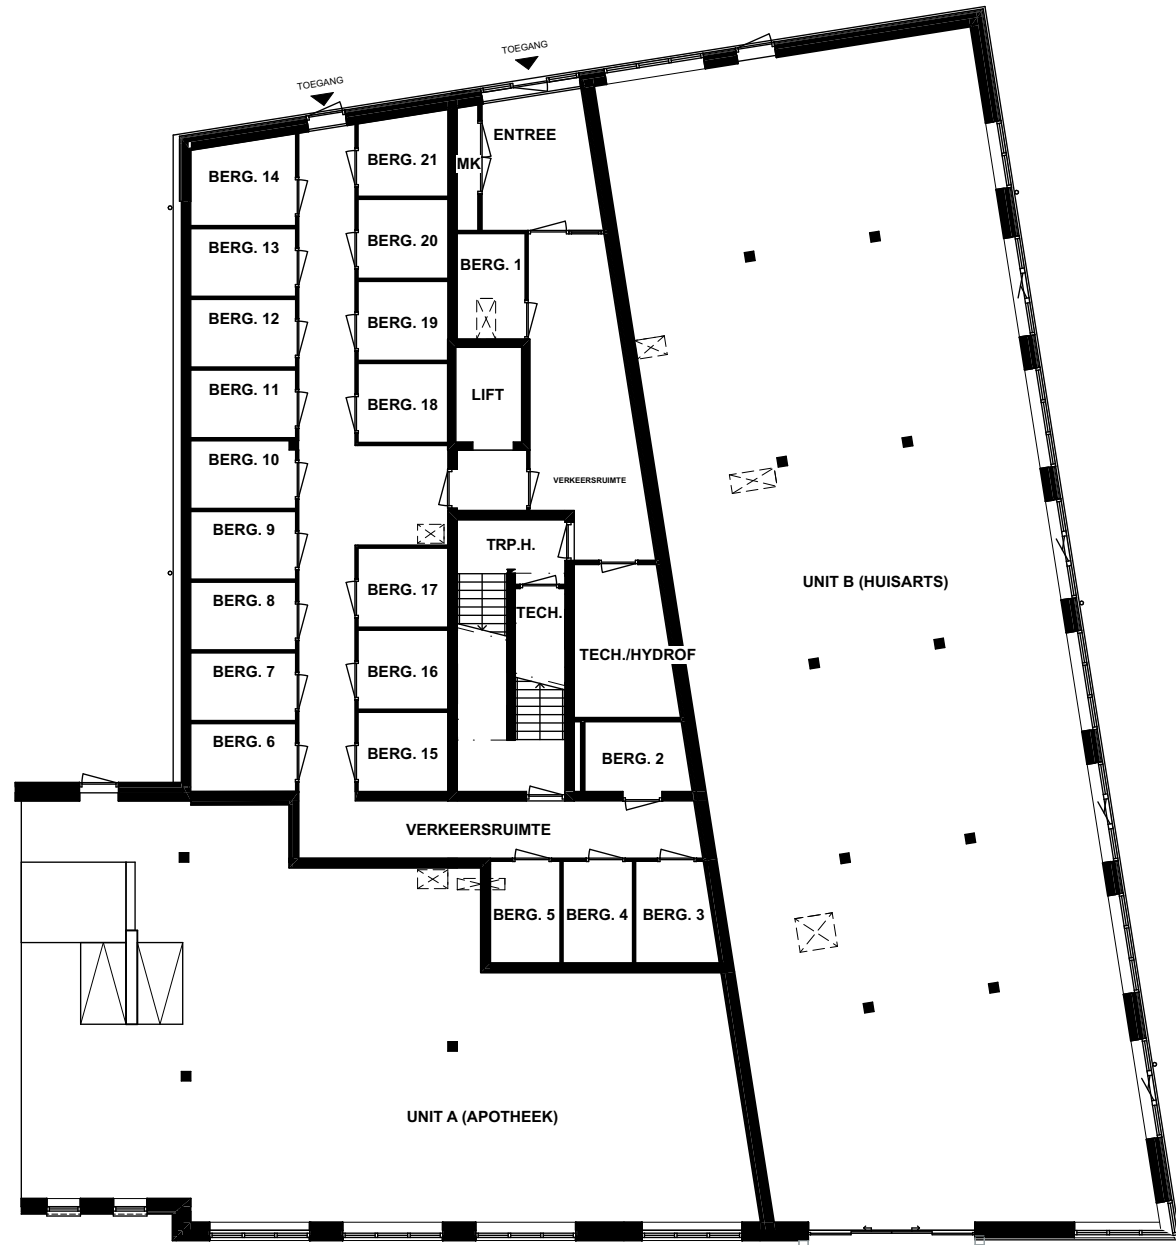 TOEGANG
TOEGANG
ENTREE
MK
BERG. 21
BERG. 14
BERG. 20
BERG. 13
BERG. 1
BERG. 19
BERG. 12
BERG. 11
LIFT
BERG. 18
BERG. 10
VERKEERSRUIMTE
BERG. 9
TRP.H.
UNIT B (HUISARTS)
BERG. 17
BERG. 8
TECH.
TECH./HYDROF
BERG. 7
BERG. 16
BERG. 6
BERG. 15
BERG. 2
VERKEERSRUIMTE
BERG. 5
BERG. 4
BERG. 3
UNIT A (APOTHEEK)